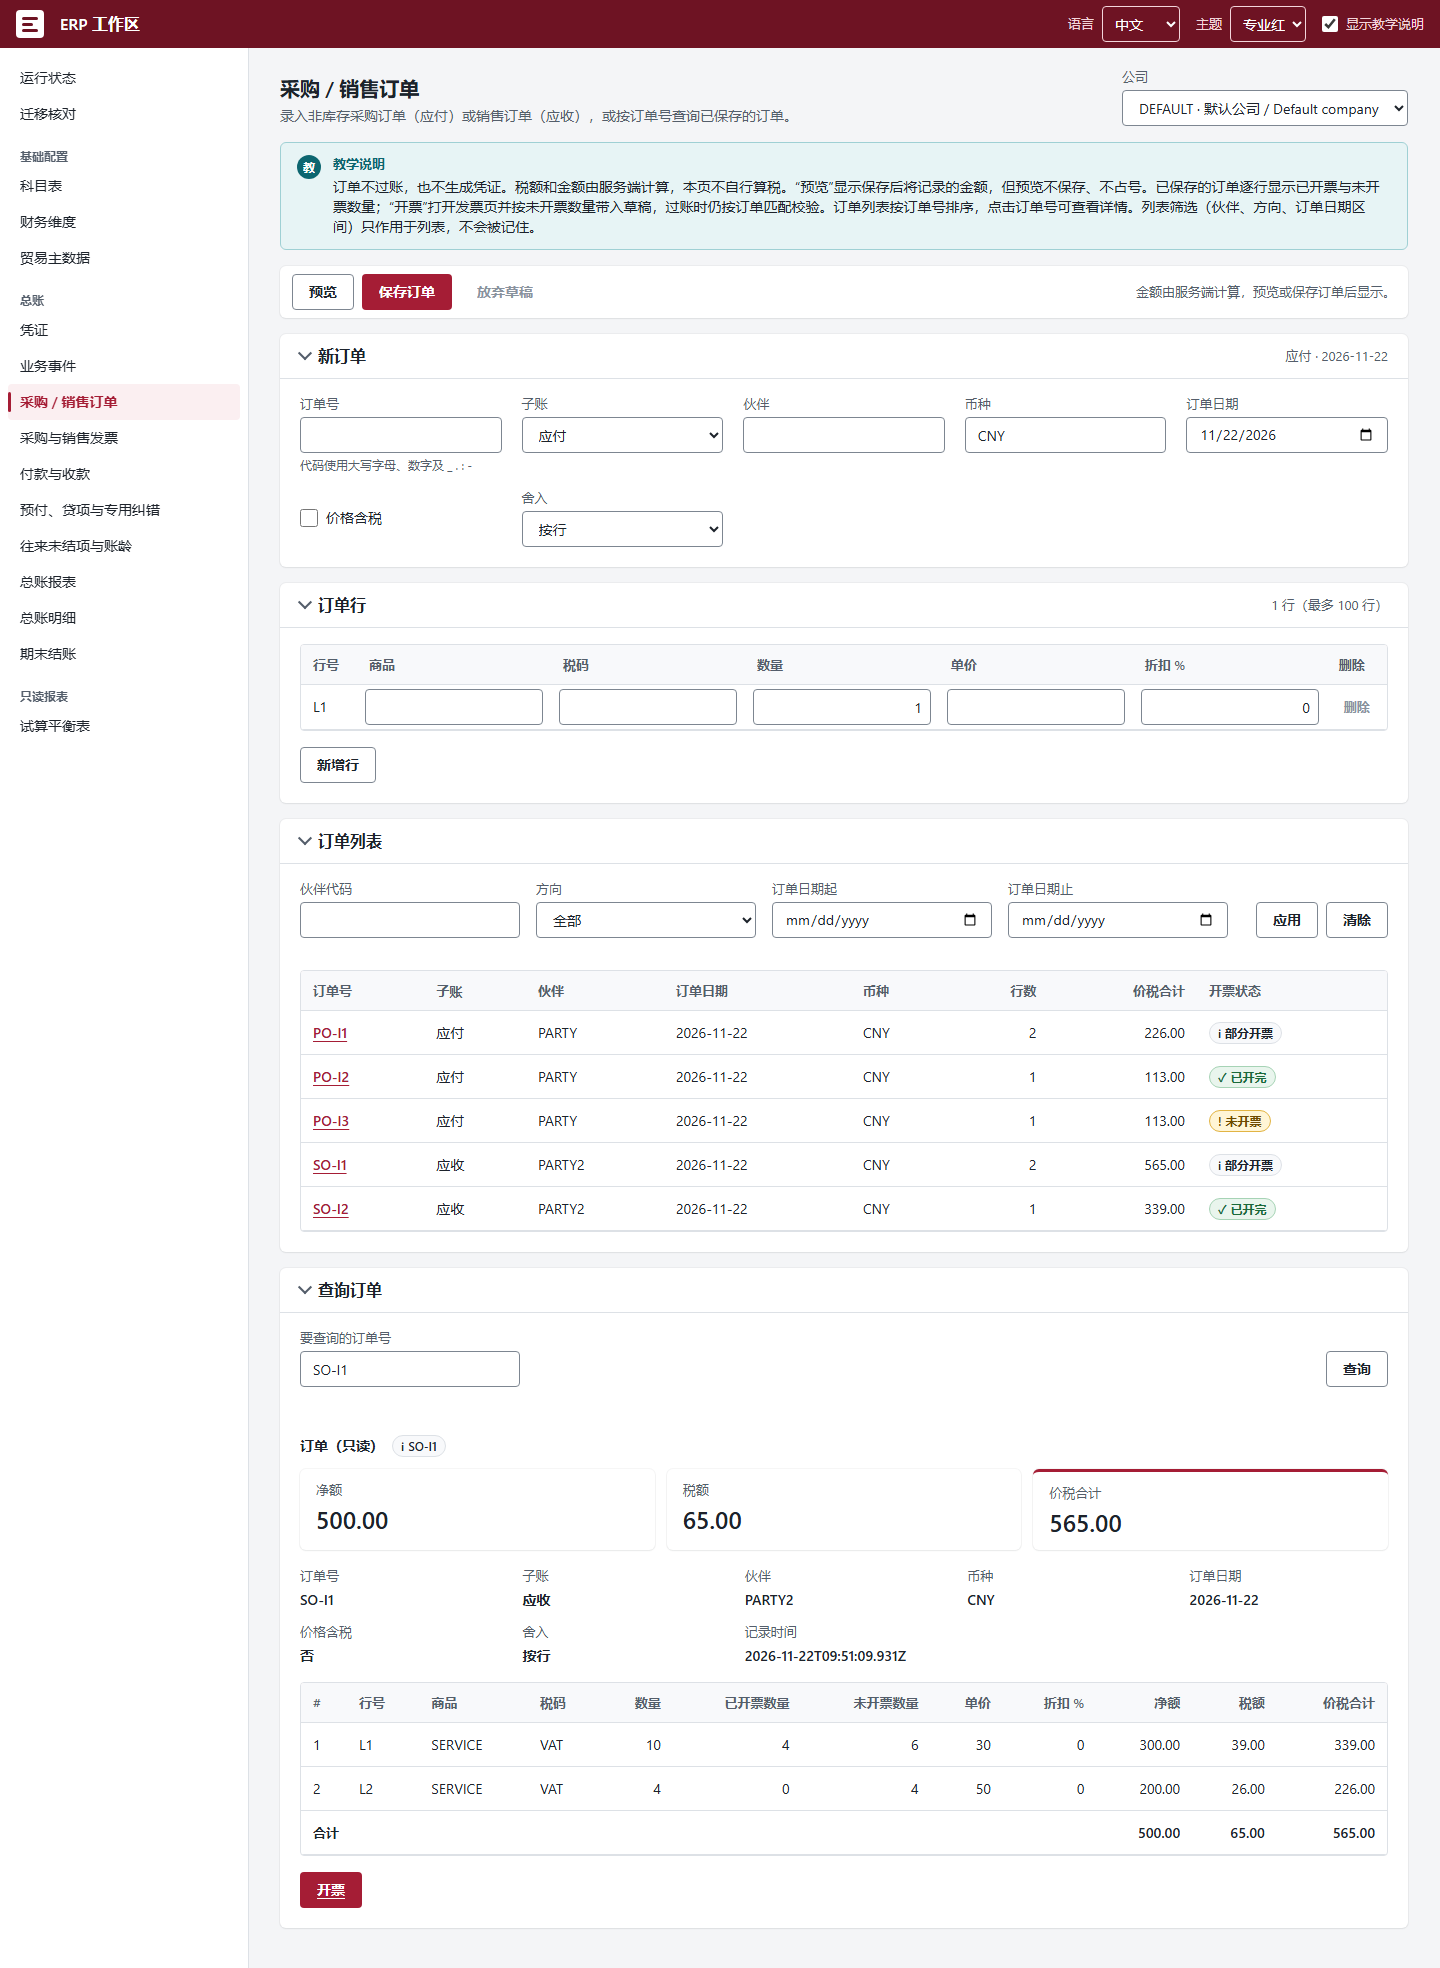 ERP 工作区
语言 中文 主题 专业红 显示教学说明
运行状态
迁移核对
基础配置
科目表
财务维度
贸易主数据
总账
凭证
业务事件
采购 / 销售订单
采购与销售发票
付款与收款
预付、贷项与专用纠错
往来未结项与账龄
总账报表
总账明细
期末结账
只读报表
试算平衡表
采购 / 销售订单
录入非库存采购订单（应付）或销售订单（应收），或按订单号查询已保存的订单。
公司
DEFAULT · 默认公司 / Default company
教 教学说明
订单不过账，也不生成凭证。税额和金额由服务端计算，本页不自行算税。“预览”显示保存后将记录的金额，但预览不保存、不占号。已保存的订单逐行显示已开票与未开
票数量；“开票”打开发票页并按未开票数量带入草稿，过账时仍按订单匹配校验。订单列表按订单号排序，点击订单号可查看详情。列表筛选（伙伴、方向、订单日期区
间）只作用于列表，不会被记住。
预览 保存订单 放弃草稿 金额由服务端计算，预览或保存订单后显示。
新订单 应付 · 2026-11-22
订单号 子账 伙伴 币种 订单日期
应付 CNY 11/22/2026
代码使用大写字母、数字及 _ . : -
舍入
价格含税 按行
订单行 1 行（最多 100 行）
行号 商品 税码 数量 单价 折扣 % 删除
L1 1 0 删除
新增行
订单列表
伙伴代码 方向 订单日期起 订单日期止
全部 mm/dd/yyyy mm/dd/yyyy 应用 清除
订单号 子账 伙伴 订单日期 币种 行数 价税合计 开票状态
PO-I1 应付 PARTY 2026-11-22 CNY 2 226.00 i 部分开票
PO-I2 应付 PARTY 2026-11-22 CNY 1 113.00 ✓ 已开完
PO-I3 应付 PARTY 2026-11-22 CNY 1 113.00 ! 未开票
SO-I1 应收 PARTY2 2026-11-22 CNY 2 565.00 i 部分开票
SO-I2 应收 PARTY2 2026-11-22 CNY 1 339.00 ✓ 已开完
查询订单
要查询的订单号
SO-I1 查询
订单（只读） i SO-I1
净额 税额 价税合计
500.00 65.00 565.00
订单号 子账 伙伴 币种 订单日期
SO-I1 应收 PARTY2 CNY 2026-11-22
价格含税 舍入 记录时间
否 按行 2026-11-22T09:51:09.931Z
# 行号 商品 税码 数量 已开票数量 未开票数量 单价 折扣 % 净额 税额 价税合计
1 L1 SERVICE VAT 10 4 6 30 0 300.00 39.00 339.00
2 L2 SERVICE VAT 4 0 4 50 0 200.00 26.00 226.00
合计 500.00 65.00 565.00
开票